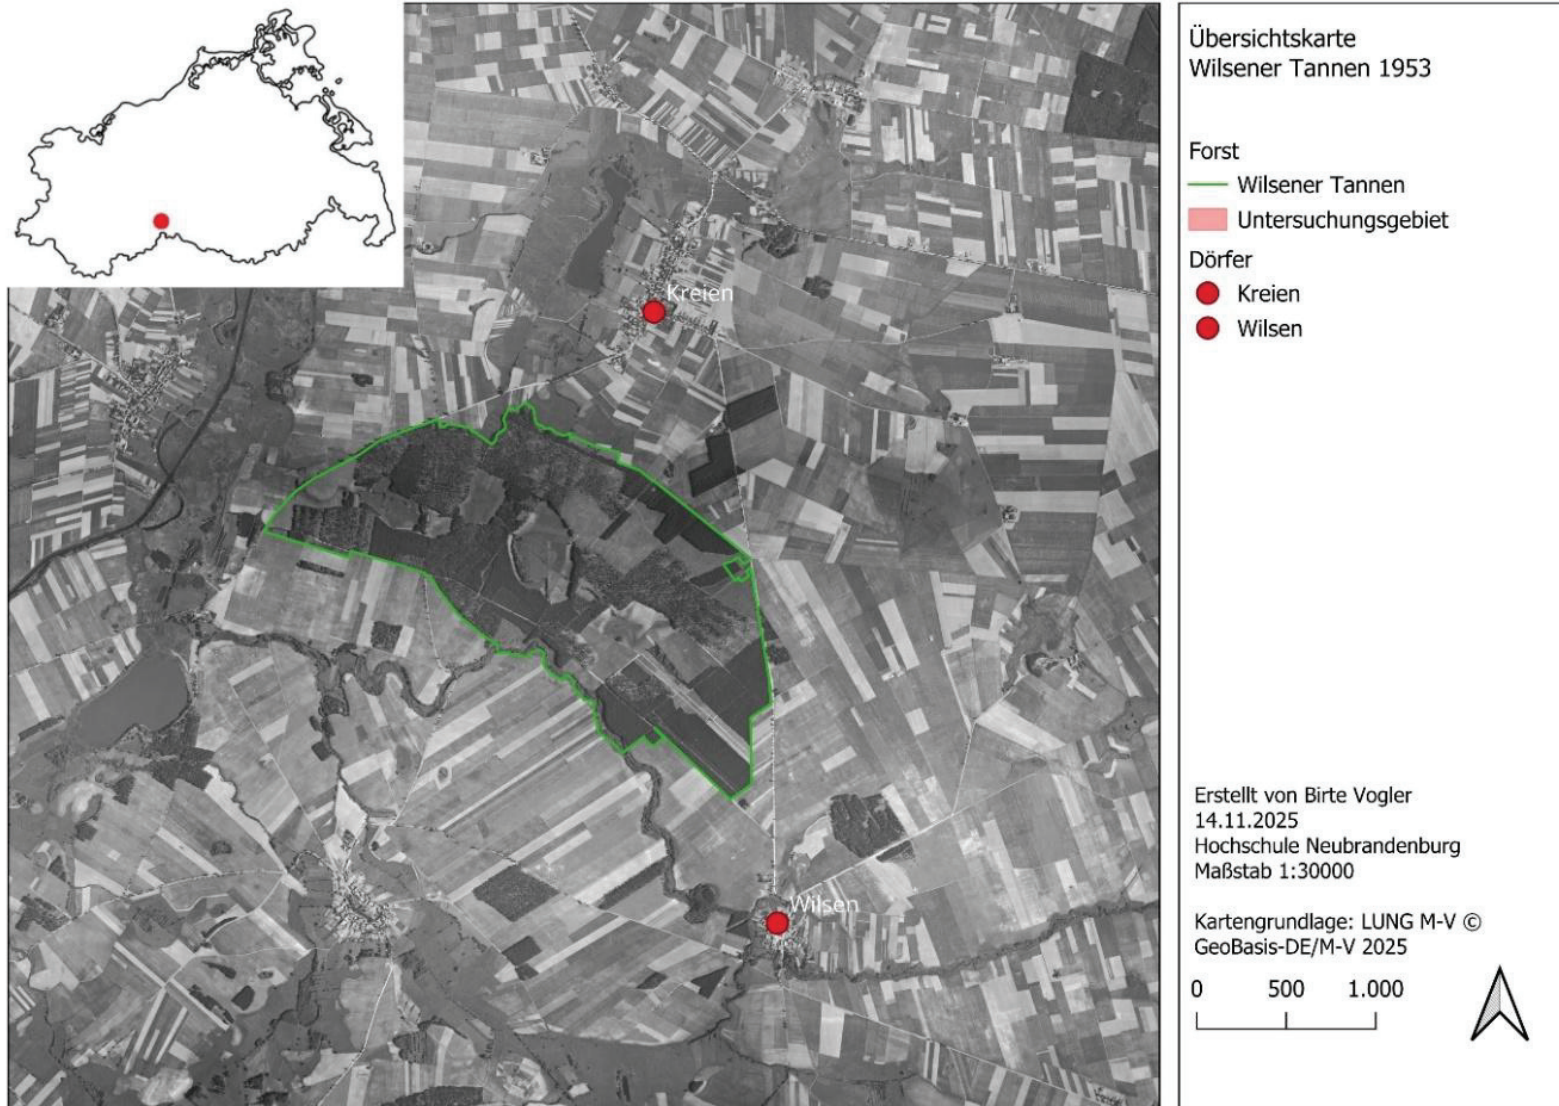 Übersichtskarte
Wilsener Tannen 1953
Forst
Wilsener Tannen
Untersuchungsgebiet
Dörfer
Kreien
Wilsen
Kreien
Wilsen
Erstellt von Birte Vogler
14.11.2025
Hochschule Neubrandenburg
Maßstab 1:30000
Kartengrundlage: LUNG M-V ©
GeoBasis-DE/M-V 2025
0 500 1.000